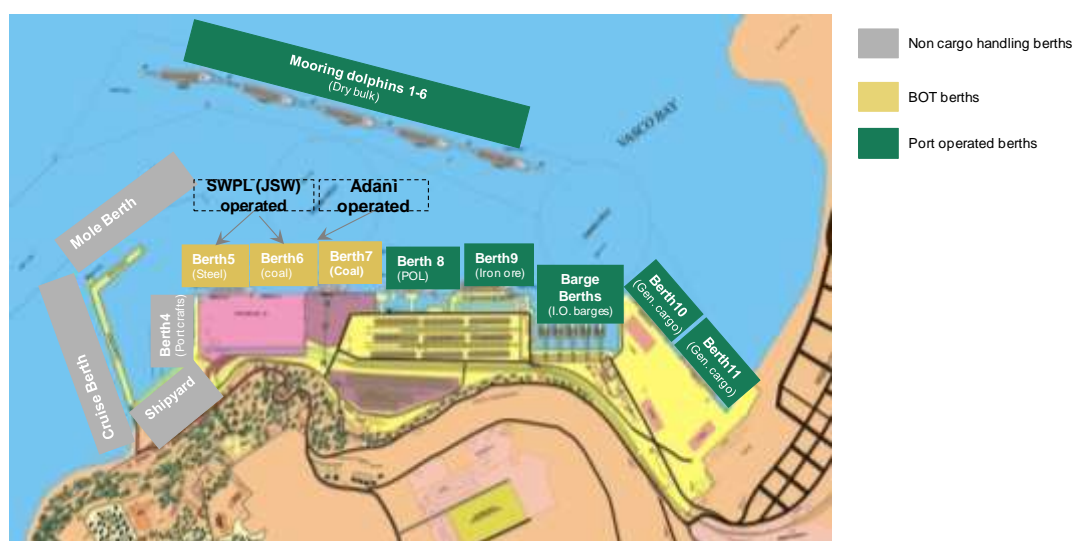 Mooring dolphins 1-6
(Dry bulk)
Non cargo handling berths
BOT berths
Port operated berths
VASCO BAY
Mole Berth
SWPL (JSW)
operated
Adani
operated
Berth5
(Steel)
Berth6
(coal)
Berth7
(Coal)
Berth 8
(POL)
Berth9
(Iron ore)
Barge
Berths
(I.O. barges)
Berth10
(Gen. cargo)
Berth11
(Gen. cargo)
Berth4
(Port crafts)
Cruise Berth
Shipyard